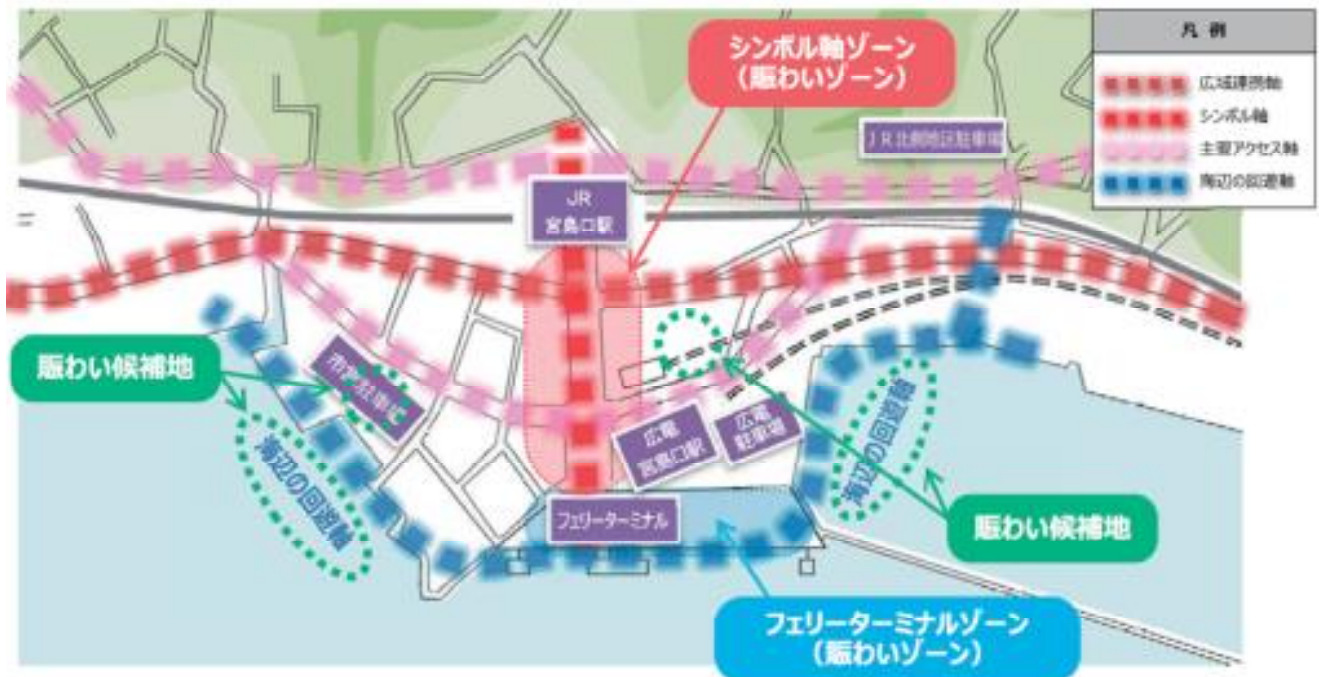 シンボル軸ゾーン
（賑わいゾーン）
凡 例
広域連携軸
シンボル軸
主要アクセス軸
海辺の回遊軸
ＪＲ北側地区駐車場
JR
宮島口駅
賑わい候補地
市営駐車場
海辺の回遊軸
広電
宮島口駅
広電
駐車場
海辺の回遊軸
フェリーターミナル
賑わい候補地
フェリーターミナルゾーン
（賑わいゾーン）